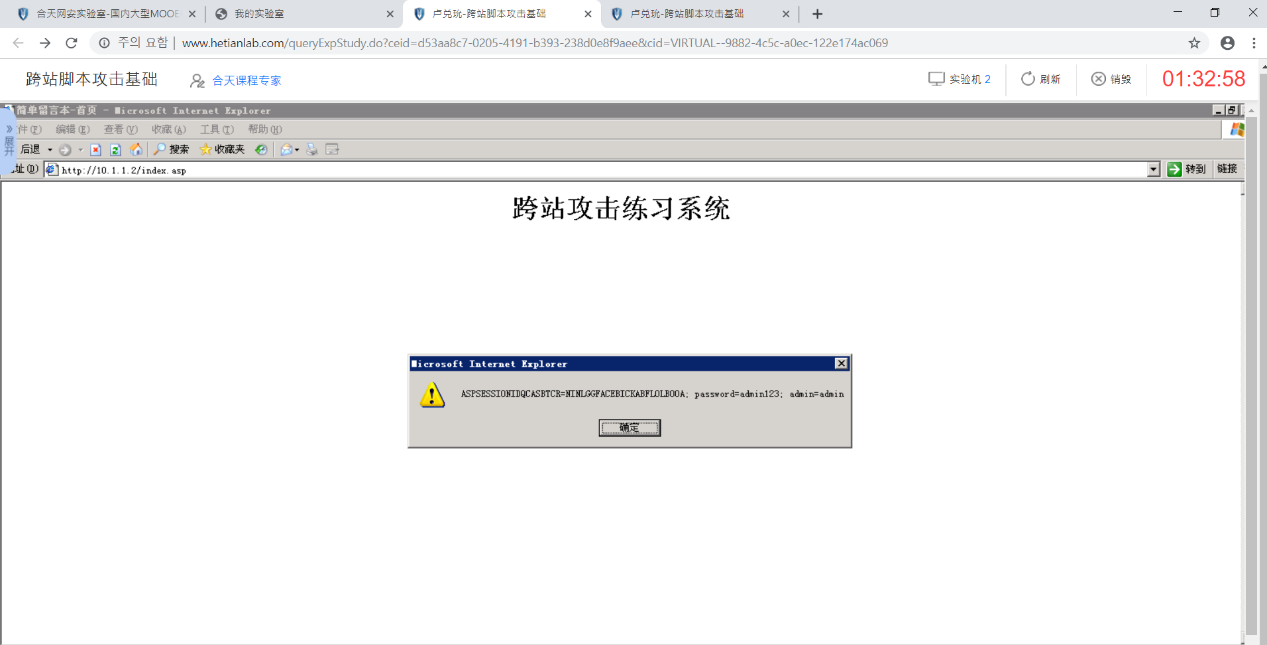 合天网安实验室-国内大型MOOE
我的实验室
卢兑玧-跨站脚本攻击基础
卢兑玧-跨站脚本攻击基础
주의 요함 | www.hetianlab.com/queryExpStudy.do?ceid=d53aa8c7-0205-4191-b393-238d0e8f9aee&cid=VIRTUAL--9882-4c5c-a0ec-122e174ac069
跨站脚本攻击基础 合天课程专家 实验机 2 刷新 销毁 01:32:58
简单留言本-首页 - Microsoft Internet Explorer
件(F) 编辑(E) 查看(V) 收藏(A) 工具(T) 帮助(H)
展开
后退 搜索 收藏夹
址(D) http://10.1.1.2/index.asp 转到 链接
跨站攻击练习系统
Microsoft Internet Explorer
ASPSESSIONIDQCASBTCR=NINLGGFACEBICKABFLOLBOOA; password=admin123; admin=admin
确定